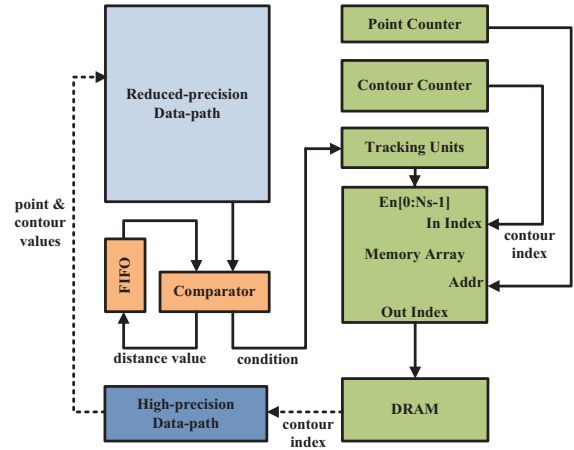 Point Counter
Reduced-precision
Data-path
Contour Counter
Tracking Units
point &
contour
values
En[0:Ns-1]
In Index
contour
index
Memory Array
FIFO
Comparator
Addr
Out Index
distance value
condition
High-precision
Data-path
contour
index
DRAM